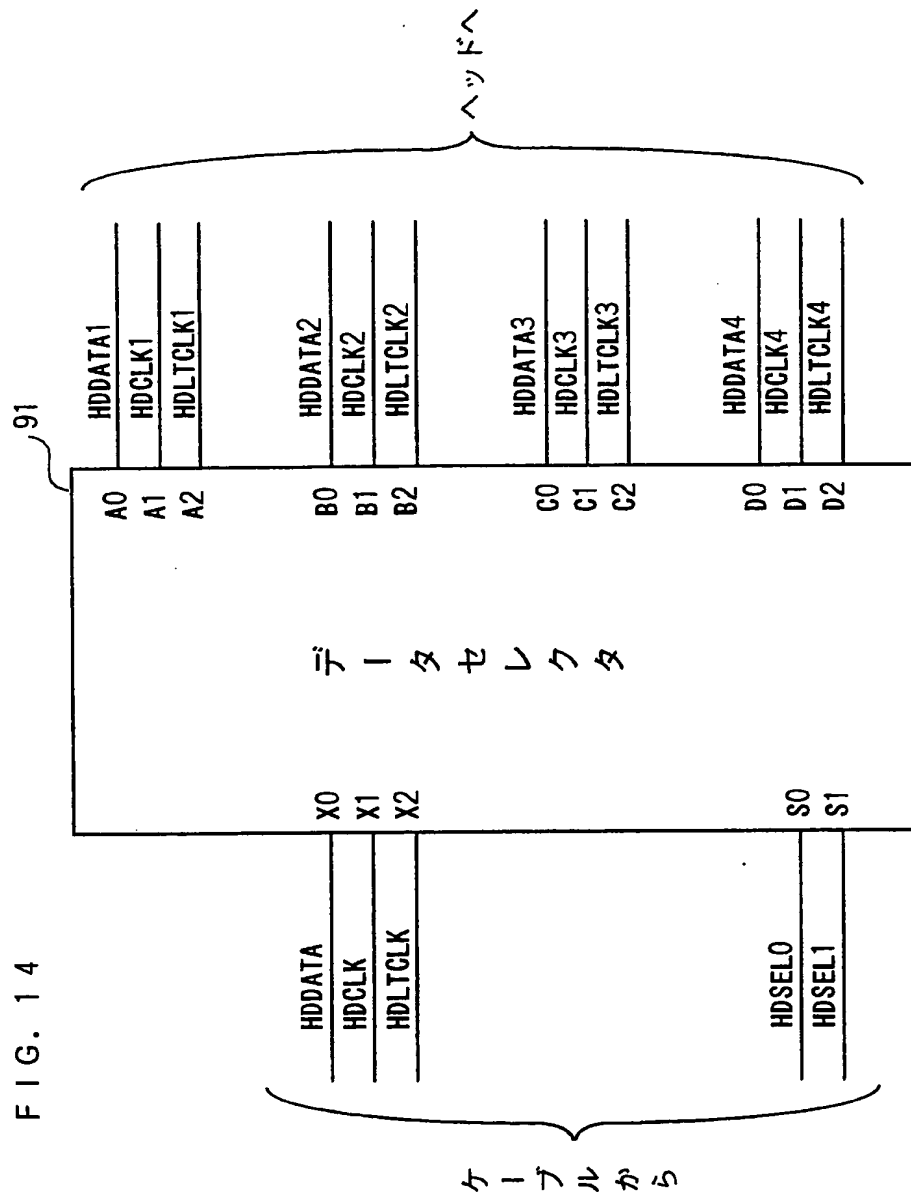 FIG. 14
91
ケーブルから
HDDATA
HDCLK
HDLTCLK
HDSEL0
HDSEL1
X0
X1
X2
S0
S1
データセレクタ
A0
A1
A2
B0
B1
B2
C0
C1
C2
D0
D1
D2
HDDATA1
HDCLK1
HDLTCLK1
HDDATA2
HDCLK2
HDLTCLK2
HDDATA3
HDCLK3
HDLTCLK3
HDDATA4
HDCLK4
HDLTCLK4
ヘッドへ